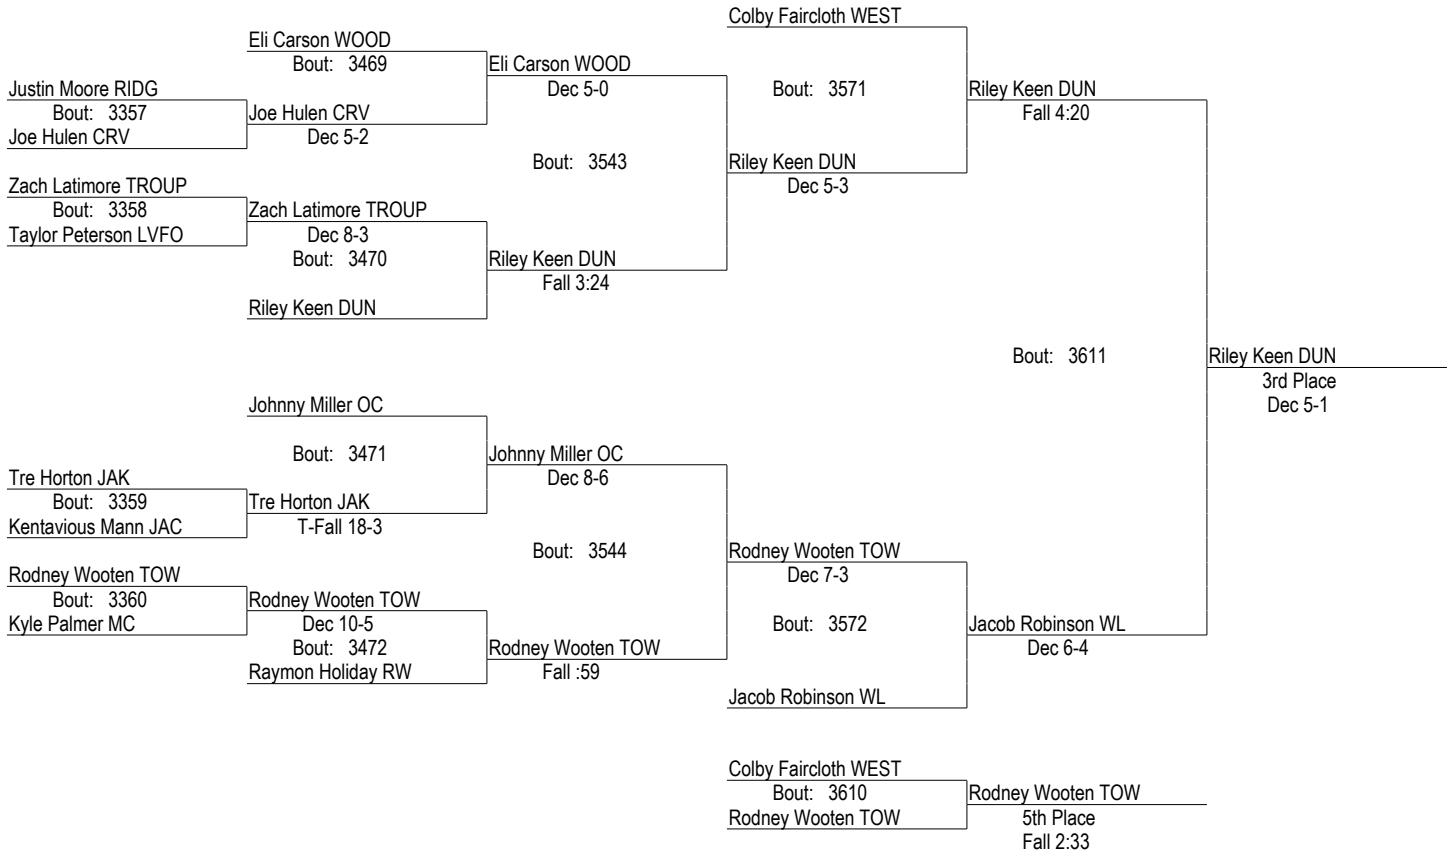 Colby Faircloth WEST
Eli Carson WOOD
Bout: 3469
Eli Carson WOOD
Justin Moore RIDG
Dec 5-0
Bout: 3571
Riley Keen DUN
Bout: 3357
Joe Hulen CRV
Fall 4:20
Joe Hulen CRV
Dec 5-2
Bout: 3543
Riley Keen DUN
Zach Latimore TROUP
Dec 5-3
Bout: 3358
Zach Latimore TROUP
Taylor Peterson LVFO
Dec 8-3
Bout: 3470
Riley Keen DUN
Fall 3:24
Riley Keen DUN
Bout: 3611
Riley Keen DUN
3rd Place
Dec 5-1
Johnny Miller OC
Bout: 3471
Johnny Miller OC
Tre Horton JAK
Dec 8-6
Bout: 3359
Tre Horton JAK
Kentavious Mann JAC
T-Fall 18-3
Bout: 3544
Rodney Wooten TOW
Rodney Wooten TOW
Dec 7-3
Bout: 3360
Rodney Wooten TOW
Kyle Palmer MC
Dec 10-5
Bout: 3572
Jacob Robinson WL
Bout: 3472
Rodney Wooten TOW
Dec 6-4
Raymon Holiday RW
Fall :59
Jacob Robinson WL
Colby Faircloth WEST
Bout: 3610
Rodney Wooten TOW
Rodney Wooten TOW
5th Place
Fall 2:33